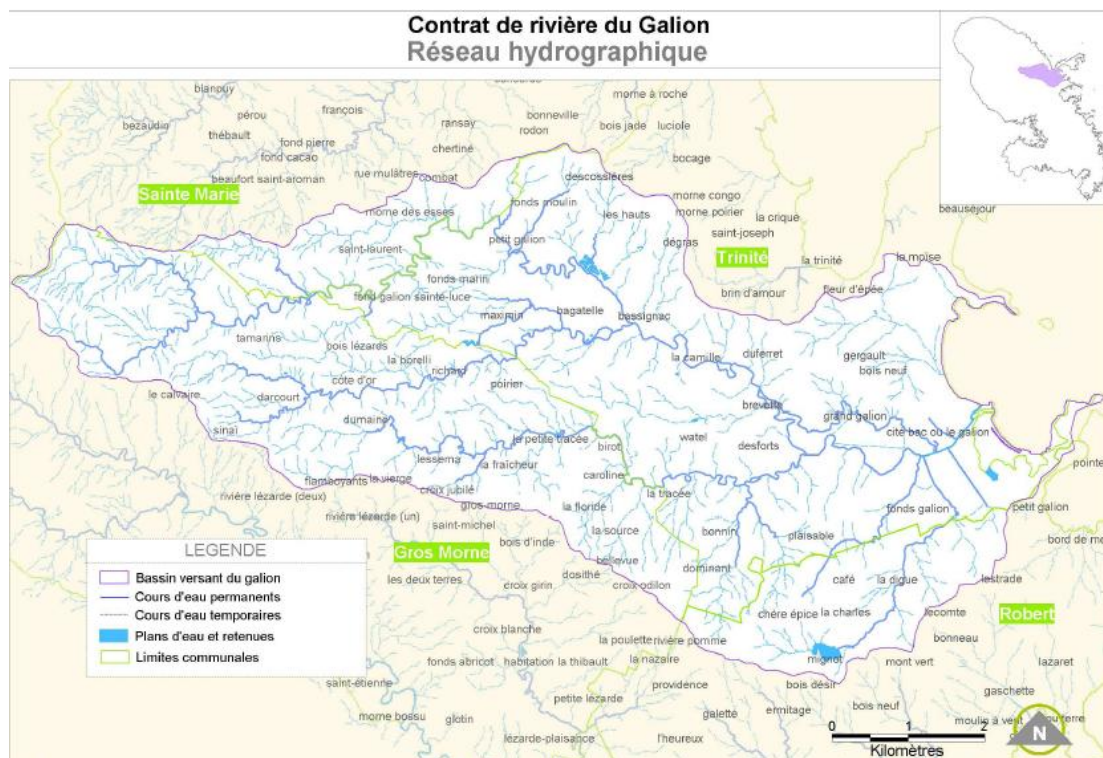 Contrat de rivière du Galion
Réseau hydrographique
blanpuy
morne à roche
pérou
françois
bonneville
bezaudin
ransay
bois jade
luciole
thébault
rodon
fond pierre
chertine
fond cacao
bocage
rue mulâtres
combat
descossières
beaufort saint-aroman
Sainte Marie
morne congo
fonds moulin
beauséjour
morne des esses
les hauts
morne poirier
la crique
petit galion
saint-joseph
saint-laurent
dégras
Trinité
la moïse
la trinité
fonds marin
fleur d'épée
brin d'amour
fond galion sainte-luce
maximin
bagatelle
bassignac
tamarins
bois lézards
la borelli
la camille
duferret
gergault
richard
bois neuf
côte d'or
poirier
le calvaire
darcourt
brevette
dumaine
grand galion
sinaï
watel
cité bac ou le galion
la petite tracée
birot
desforts
lessema
la fraîcheur
pointe
caroline
flamboyants
la vierge
croix jubilé
la tracée
rivière lézarde (deux)
gros-morne
la floride
fonds galion
petit galion
rivière lézarde (un)
saint-michel
la source
bonnin
plaisable
bois d'inde
bord de me
Gros Morne
bellevue
dominant
les deux terres
dosithé
café
la digue
lestrade
croix girin
croix odilon
chère épice
la charles
lecomte
Robert
croix blanche
la poulette
rivière pomme
bonneau
fonds abricot
habitation
la thibault
la nazaire
mignot
mont vert
lazaret
saint-étienne
providence
bois désir
gaschette
petite lézarde
bois neuf
morne bossu
glotin
galette
ermitage
moulin à vent
lézarde-plaisance
l'heureux
LEGENDE
Bassin versant du galion
Cours d'eau permanents
Cours d'eau temporaires
Plans d'eau et retenues
Limites communales
0 1 2
Kilomètres
N